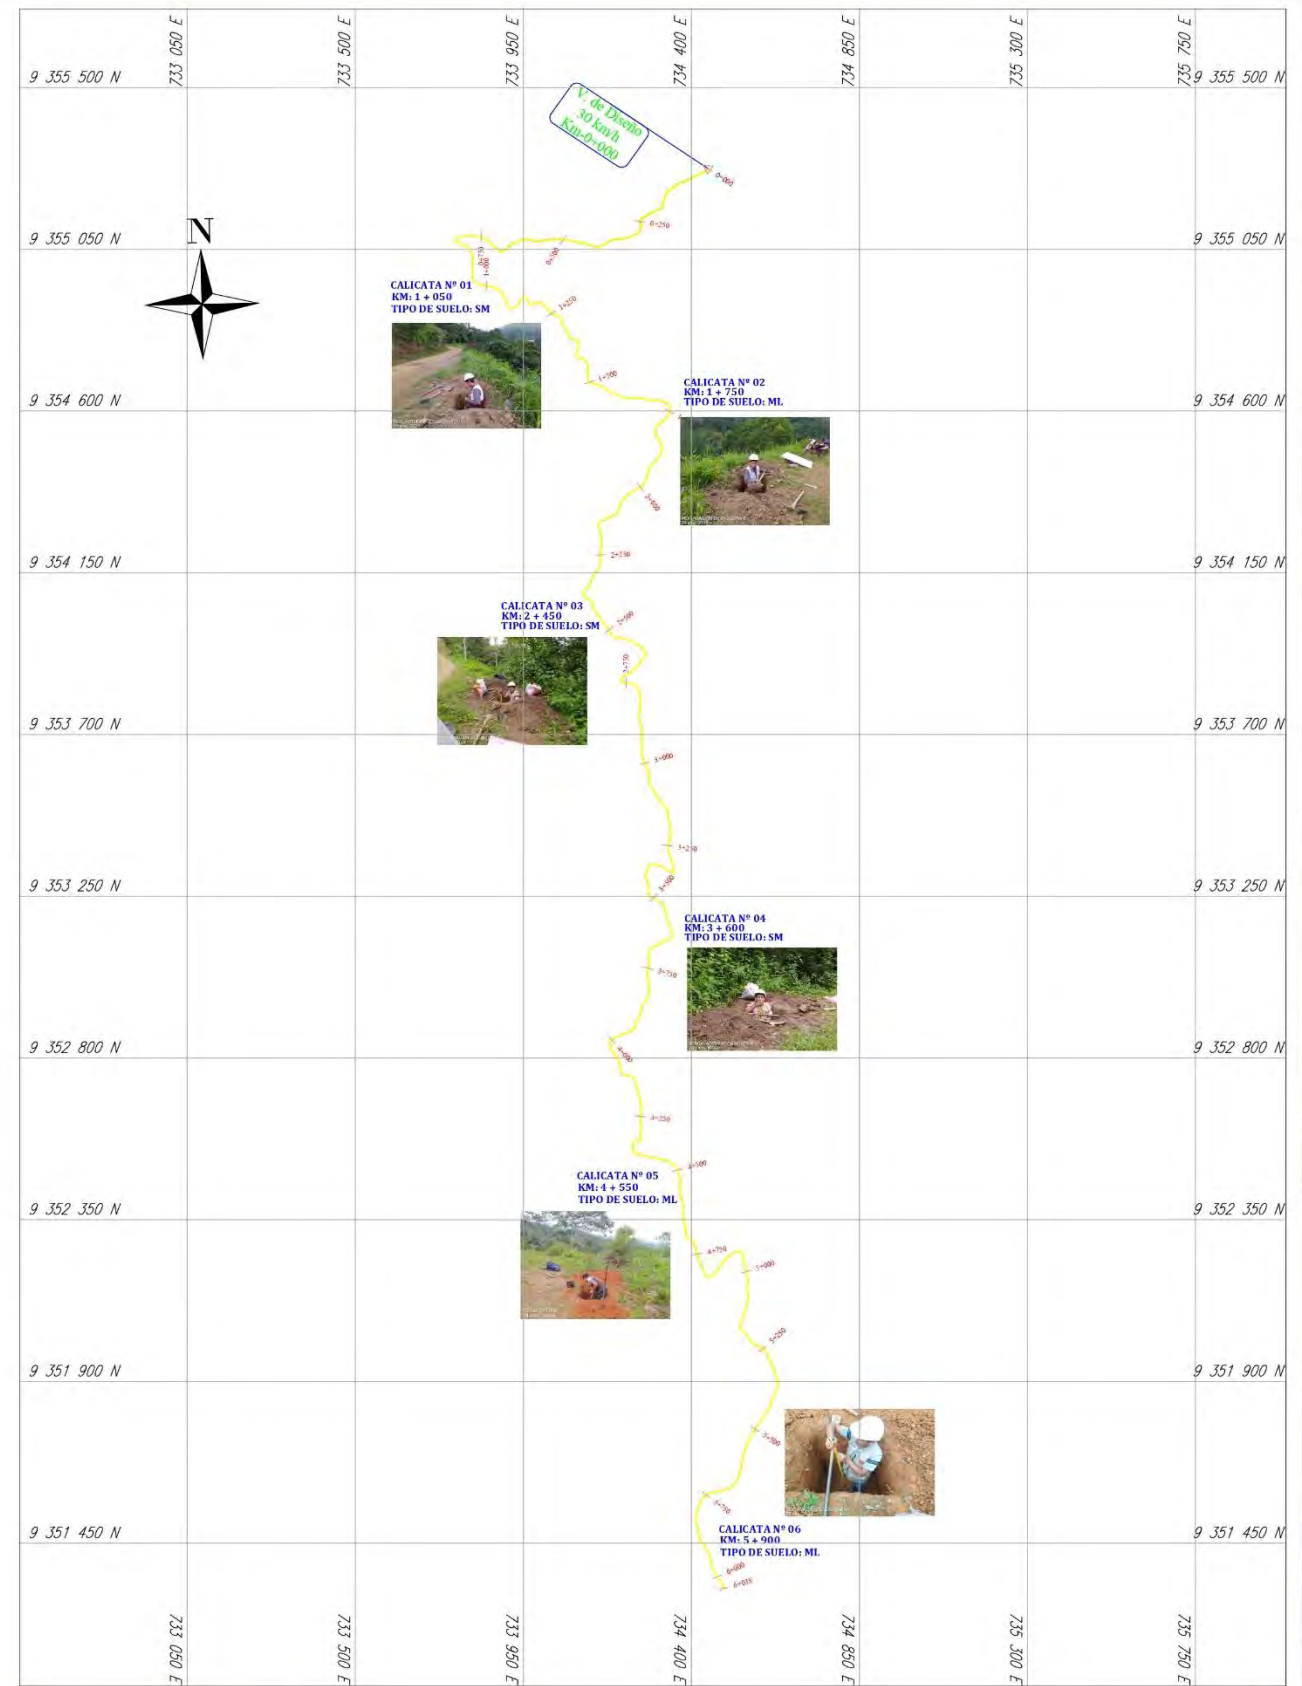 733 050 E
733 500 E
733 950 E
734 400 E
734 850 E
735 300 E
735 750 E
9 355 500 N
9 355 500 N
V. de Diseño
30 km/h
Km-0+000
0+000
0+250
N
9 355 050 N
9 355 050 N
0+500
0+750
1+000
CALICATA Nº 01
KM: 1 + 050
TIPO DE SUELO: SM
1+250
1+500
CALICATA Nº 02
KM: 1 + 750
TIPO DE SUELO: ML
9 354 600 N
9 354 600 N
2+000
2+250
9 354 150 N
9 354 150 N
CALICATA Nº 03
KM: 2 + 450
TIPO DE SUELO: SM
2+500
2+750
9 353 700 N
9 353 700 N
3+000
3+250
3+500
9 353 250 N
9 353 250 N
CALICATA Nº 04
KM: 3 + 600
TIPO DE SUELO: SM
3+750
4+000
9 352 800 N
9 352 800 N
4+250
4+500
CALICATA Nº 05
KM: 4 + 550
TIPO DE SUELO: ML
9 352 350 N
9 352 350 N
4+750
5+000
5+250
9 351 900 N
9 351 900 N
5+500
5+750
CALICATA Nº 06
KM: 5 + 900
TIPO DE SUELO: ML
9 351 450 N
9 351 450 N
6+000
733 050 E
733 500 E
733 950 E
734 400 E
734 850 E
735 300 E
735 750 E